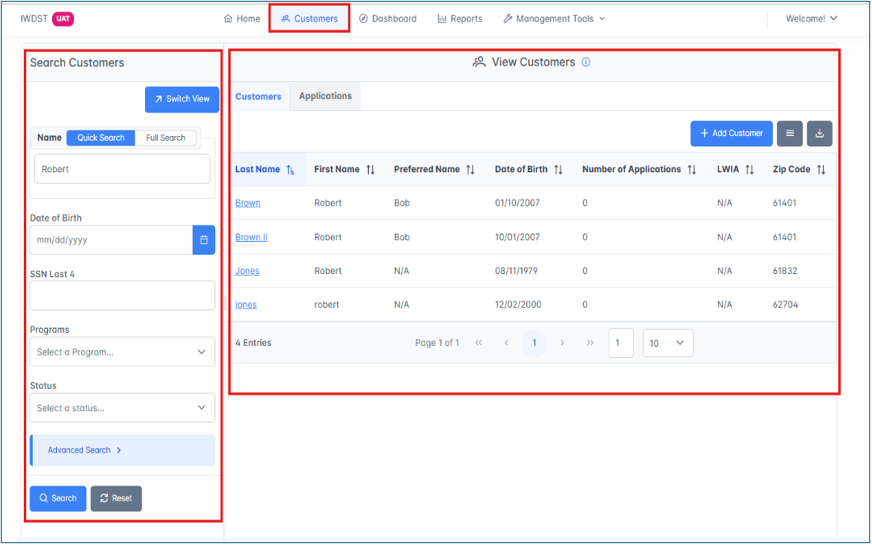 IWDST UAT Home Customers Dashboard Reports Management Tools Welcome!
Search Customers
Switch View
Name Quick Search Full Search
Robert
Date of Birth
mm/dd/yyyy
SSN Last 4
Programs
Select a Program...
Status
Select a status...
Advanced Search
Search Reset
View Customers
Customers Applications
Add Customer
Last Name First Name Preferred Name Date of Birth Number of Applications LWIA Zip Code
Brown Robert Bob 01/10/2007 0 N/A 61401
Brown II Robert Bob 10/01/2007 0 N/A 61401
Jones Robert N/A 08/11/1979 0 N/A 61832
jones robert N/A 12/02/2000 0 N/A 62704
4 Entries Page 1 of 1 « ‹ 1 › » 1 10